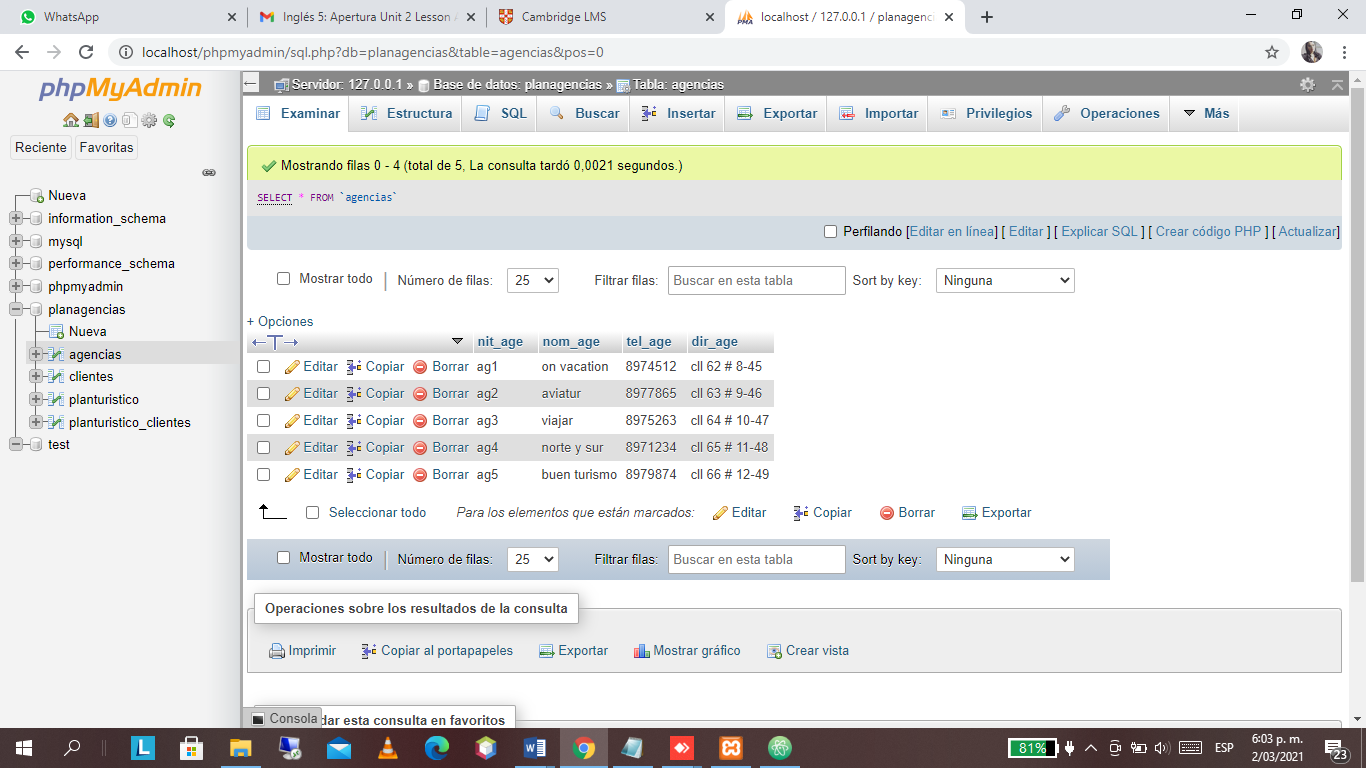 WhatsApp
Inglés 5: Apertura Unit 2 Lesson
Cambridge LMS
localhost / 127.0.0.1 / planagenci
localhost/phpmyadmin/sql.php?db=planagencias&table=agencias&pos=0
phpMyAdmin
Reciente Favoritas
Nueva
information_schema
mysql
performance_schema
phpmyadmin
planagencias
Nueva
agencias
clientes
planturistico
planturistico_clientes
test
Servidor: 127.0.0.1 » Base de datos: planagencias » Tabla: agencias
Examinar Estructura SQL Buscar Insertar Exportar Importar Privilegios Operaciones Más
Mostrando filas 0 - 4 (total de 5, La consulta tardó 0,0021 segundos.)
SELECT * FROM `agencias`
Perfilando [Editar en línea] [ Editar ] [ Explicar SQL ] [ Crear código PHP ] [ Actualizar]
Mostrar todo | Número de filas: 25 Filtrar filas: Buscar en esta tabla Sort by key: Ninguna
+ Opciones
←T→ nit_age nom_age tel_age dir_age
Editar Copiar Borrar ag1 on vacation 8974512 cll 62 # 8-45
Editar Copiar Borrar ag2 aviatur 8977865 cll 63 # 9-46
Editar Copiar Borrar ag3 viajar 8975263 cll 64 # 10-47
Editar Copiar Borrar ag4 norte y sur 8971234 cll 65 # 11-48
Editar Copiar Borrar ag5 buen turismo 8979874 cll 66 # 12-49
Seleccionar todo Para los elementos que están marcados: Editar Copiar Borrar Exportar
Mostrar todo | Número de filas: 25 Filtrar filas: Buscar en esta tabla Sort by key: Ninguna
Operaciones sobre los resultados de la consulta
Imprimir Copiar al portapapeles Exportar Mostrar gráfico Crear vista
Consola
dar esta consulta en favoritos
81% ESP 6:03 p. m.
2/03/2021
23